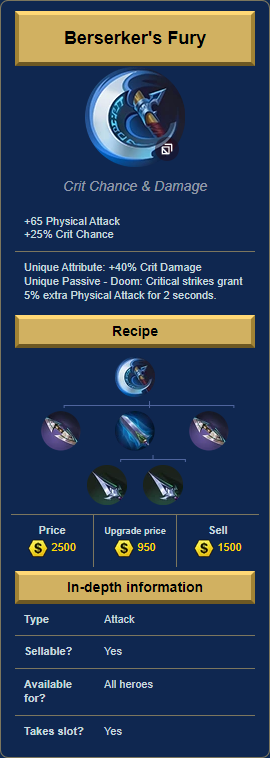 Berserker's Fury
Crit Chance & Damage
+65 Physical Attack
+25% Crit Chance
Unique Attribute: +40% Crit Damage
Unique Passive - Doom: Critical strikes grant
5% extra Physical Attack for 2 seconds.
Recipe
Price Upgrade price Sell
S 2500 S 950 S 1500
In-depth information
Type Attack
Sellable? Yes
Available All heroes
for?
Takes slot? Yes